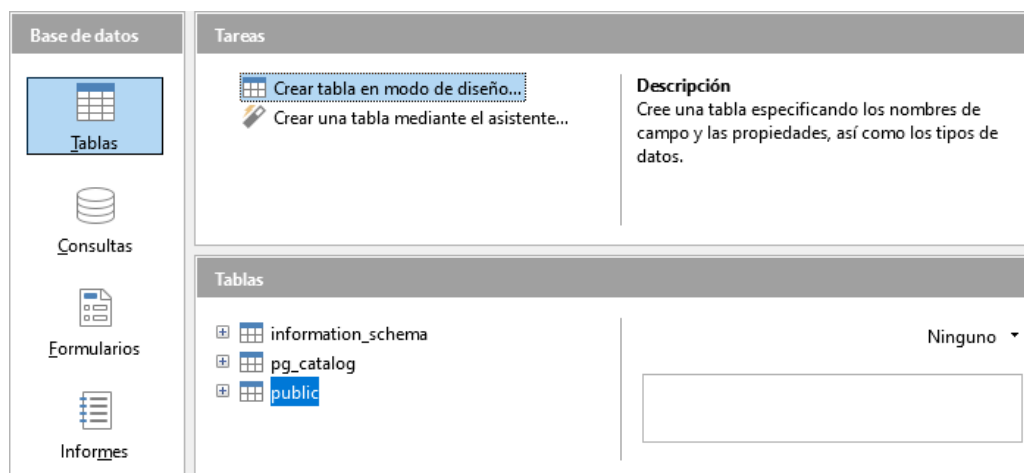 Base de datos
Tablas
Consultas
Formularios
Informes
Tareas
Crear tabla en modo de diseño...
Crear una tabla mediante el asistente...
Descripción
Cree una tabla especificando los nombres de
campo y las propiedades, así como los tipos de
datos.
Tablas
information_schema
pg_catalog
public
Ninguno